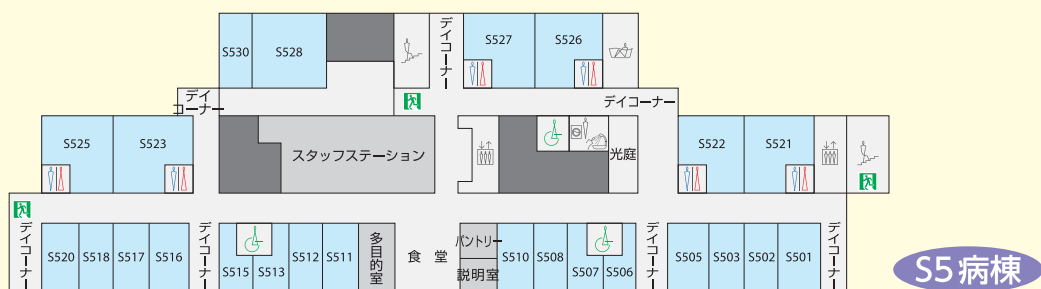 S530
S528
デイコーナー
S527
S526
デイ
コーナー
デイコーナー
S525
S523
スタッフステーション
光庭
S522
S521
デイコーナー
S520
S518
S517
S516
デイコーナー
S515
S513
S512
S511
多目的室
食堂
パントリー
説明室
S510
S508
S507
S506
デイコーナー
S505
S503
S502
S501
デイコーナー
S5病棟